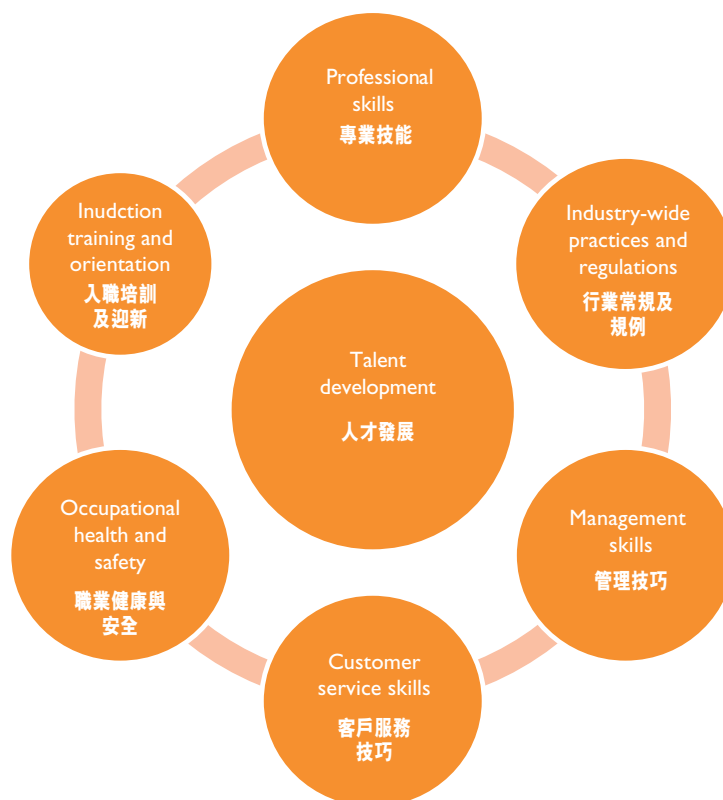 Professional
skills
專業技能
Inudction
training and
orientation
入職培訓
及迎新
Industry-wide
practices and
regulations
行業常規及
規例
Talent
development
人才發展
Occupational
health and
safety
職業健康與
安全
Management
skills
管理技巧
Customer
service skills
客戶服務
技巧